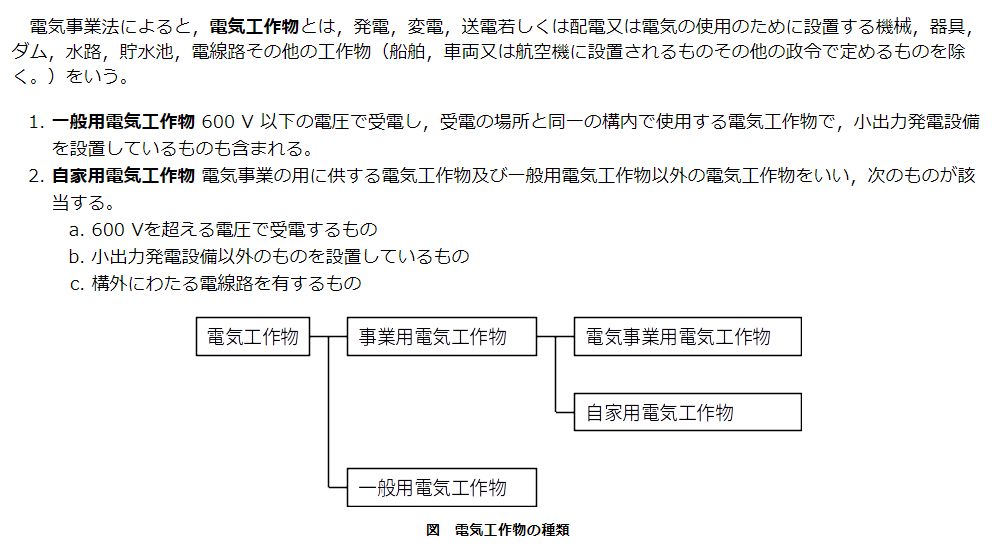 電気事業法によると，電気工作物とは，発電，変電，送電若しくは配電又は電気の使用のために設置する機械，器具，
ダム，水路，貯水池，電線路その他の工作物（船舶，車両又は航空機に設置されるものその他の政令で定めるものを除
く。）をいう。
1. 一般用電気工作物 600 V 以下の電圧で受電し，受電の場所と同一の構内で使用する電気工作物で，小出力発電設備
を設置しているものも含まれる。
2. 自家用電気工作物 電気事業の用に供する電気工作物及び一般用電気工作物以外の電気工作物をいい，次のものが該
当する。
a. 600 Vを超える電圧で受電するもの
b. 小出力発電設備以外のものを設置しているもの
c. 構外にわたる電線路を有するもの
電気工作物
事業用電気工作物
電気事業用電気工作物
自家用電気工作物
一般用電気工作物
図　電気工作物の種類